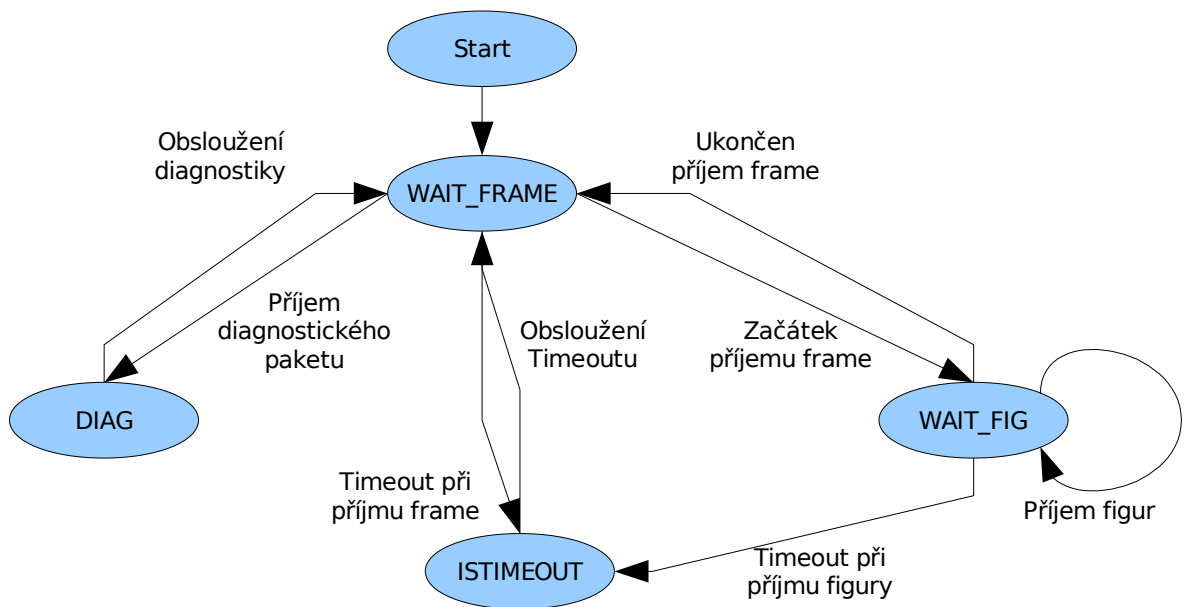 Start
Obsloužení
diagnostiky
Ukončen
příjem frame
WAIT_FRAME
Příjem
diagnostického
paketu
Obsloužení
Timeoutu
Začátek
příjemu frame
DIAG
WAIT_FIG
Timeout při
příjmu frame
Příjem figur
ISTIMEOUT
Timeout při
příjmu figury